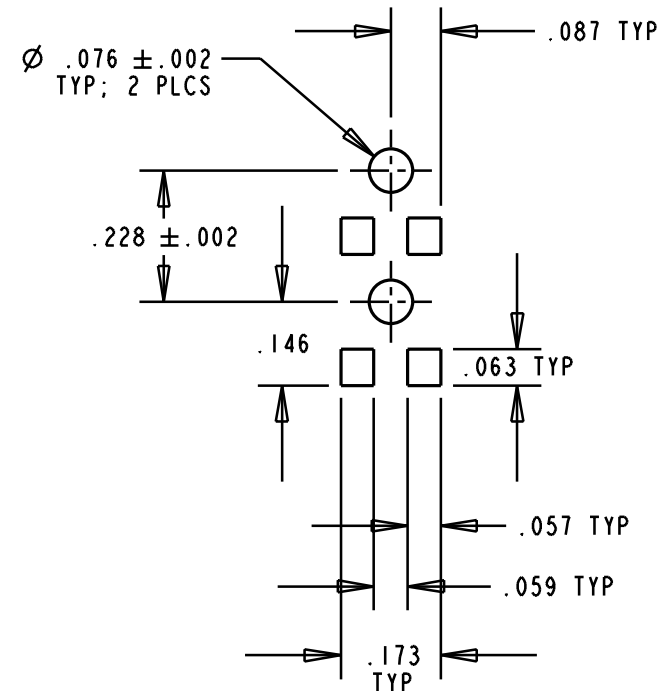 .087 TYP
Ø .076 ±.002
TYP; 2 PLCS
.228 ±.002
.146
.063 TYP
.057 TYP
.059 TYP
.173
TYP